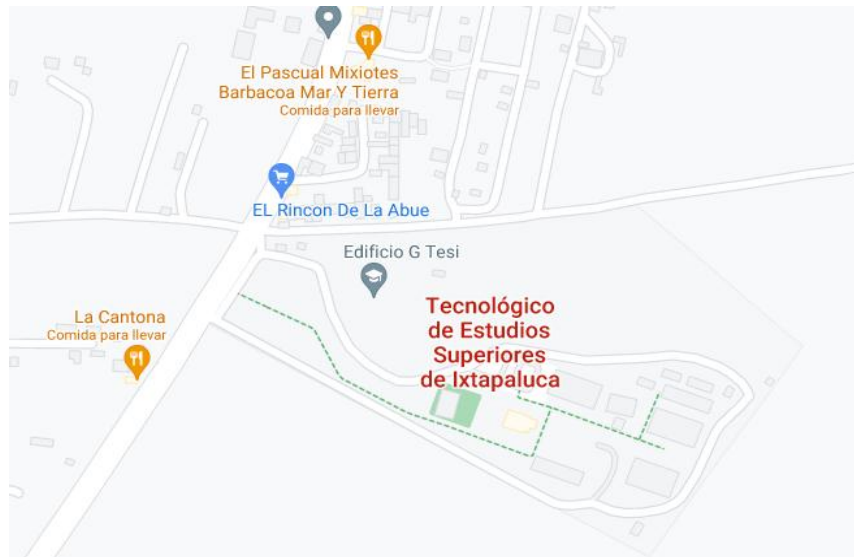 El Pascual Mixiotes
Barbacoa Mar Y Tierra
Comida para llevar
EL Rincon De La Abue
Edificio G Tesi
Tecnológico
de Estudios
Superiores
de Ixtapaluca
La Cantona
Comida para llevar